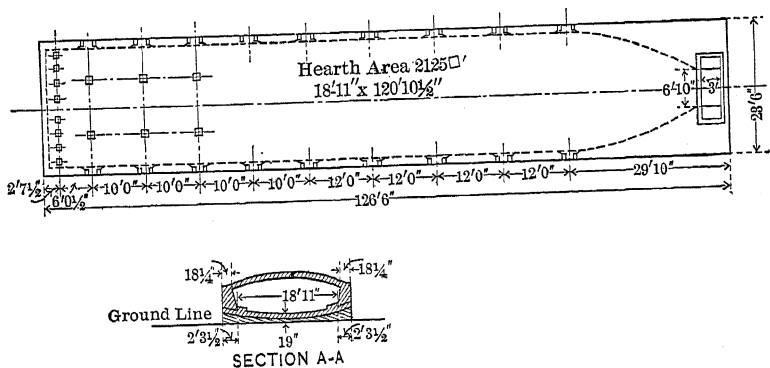 Hearth Area 2125□′
18′11″ x 120′10½″
6′10″
3′
28′6″
2′7½″
6′0½″
10′0″ 10′0″ 10′0″ 10′0″ 12′0″ 12′0″ 12′0″ 12′0″ 29′10″
126′6″
18¼″
18¼″
18′11″
Ground Line
2′3½″
19″
2′3½″
SECTION A-A